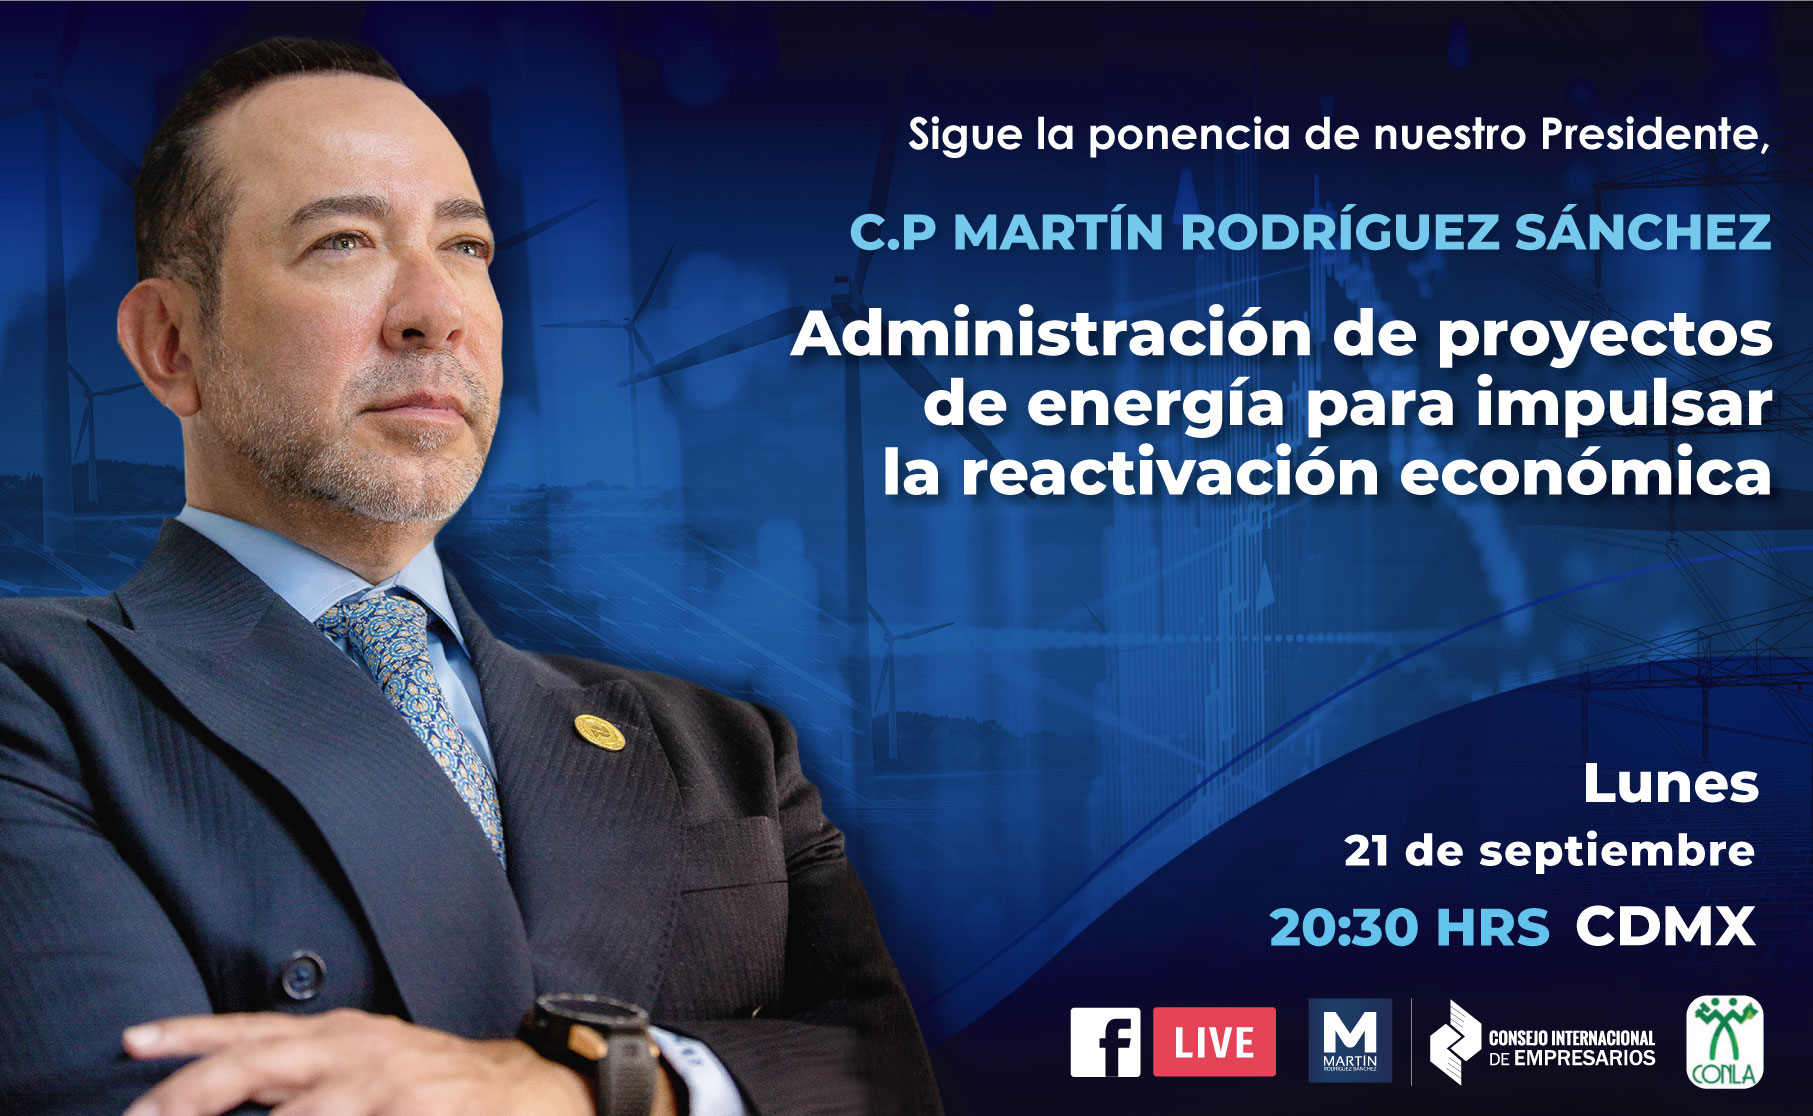 Sigue la ponencia de nuestro Presidente,
C.P MARTÍN RODRÍGUEZ SÁNCHEZ
Administración de proyectos
de energía para impulsar
la reactivación económica
Lunes
21 de septiembre
20:30 HRS CDMX
f LIVE
M
MARTÍN
RODRÍGUEZ SÁNCHEZ
CONSEJO INTERNACIONAL
DE EMPRESARIOS
CONLA